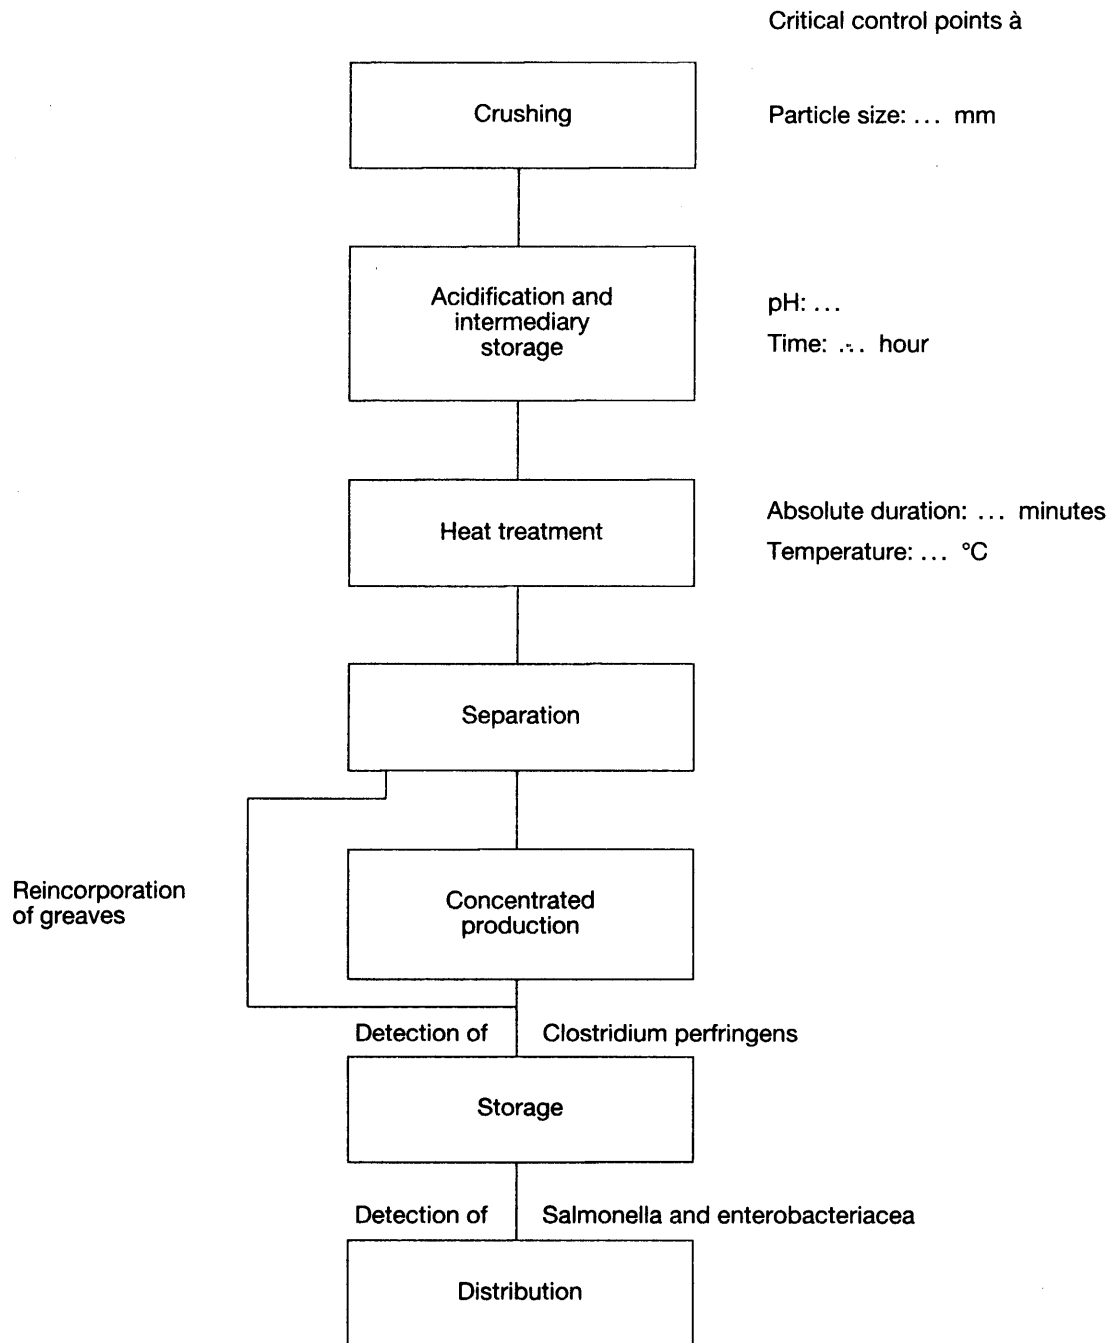 Critical control points à
Crushing
Particle size: ... mm
Acidification and
intermediary
storage
pH: ...
Time: ... hour
Heat treatment
Absolute duration: ... minutes
Temperature: ... °C
Separation
Reincorporation
of greaves
Concentrated
production
Detection of Clostridium perfringens
Storage
Detection of Salmonella and enterobacteriacea
Distribution